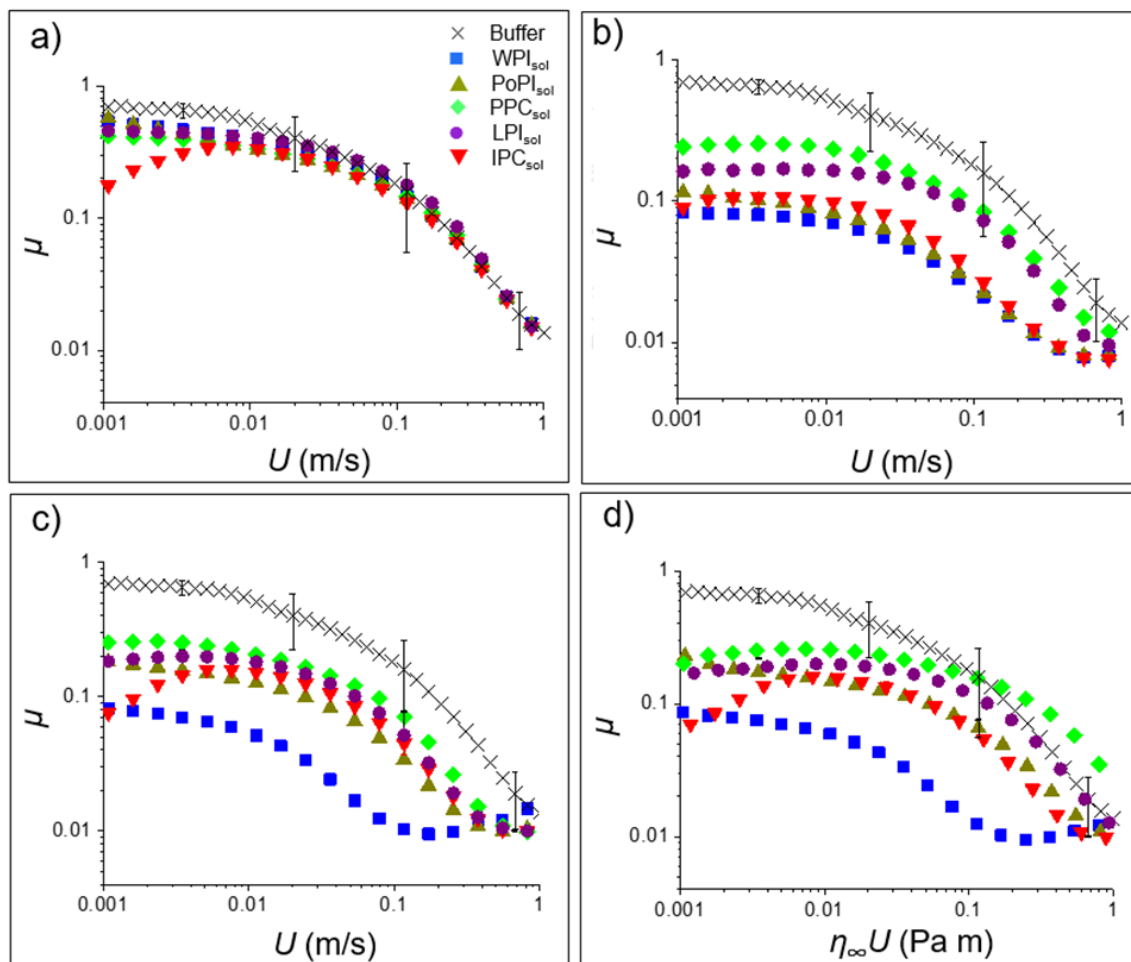 a)
Buffer
WPIsol
PoPIsol
PPCsol
LPIsol
IPCsol
1
0.1
0.01
μ
0.001 0.01 0.1 1
U (m/s)
b)
1
0.1
0.01
μ
0.001 0.01 0.1 1
U (m/s)
c)
1
0.1
0.01
μ
0.001 0.01 0.1 1
U (m/s)
d)
1
0.1
0.01
μ
0.001 0.01 0.1 1
η∞U (Pa m)